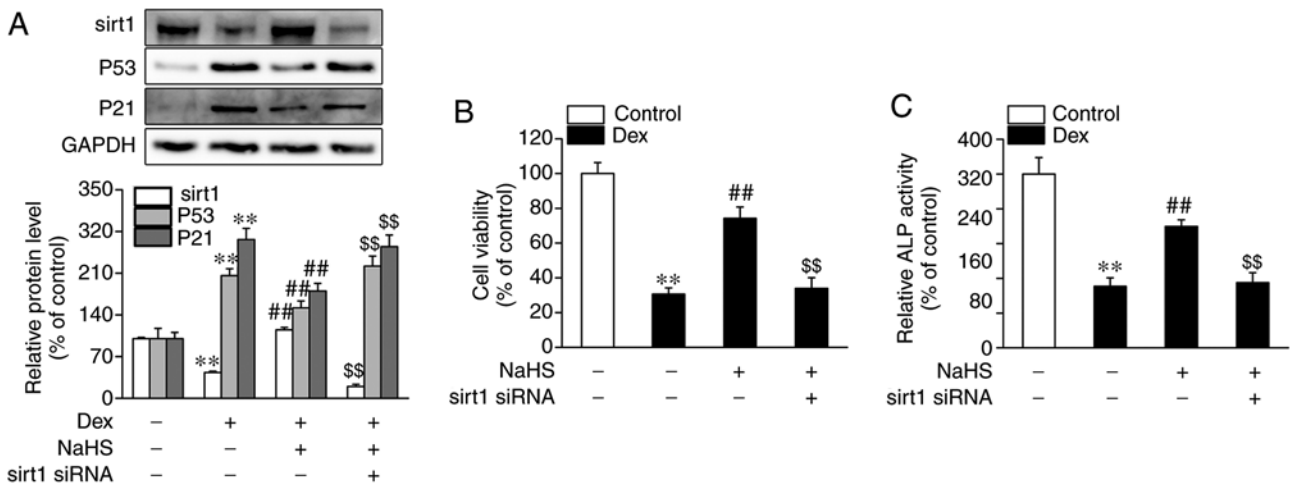 A
sirt1
P53
P21
GAPDH
Relative protein level
(% of control)
350
320
210
140
70
0
sirt1
P53
P21
** ** **
## ## ##
$$ $$ $$
Dex − + + +
NaHS − − + +
sirt1 siRNA − − − +
B
Control
Dex
Cell viability
(% of control)
120
100
80
60
40
20
0
**
##
$$
NaHS − − + +
sirt1 siRNA − − − +
C
Control
Dex
Relative ALP activity
(% of control)
400
320
240
160
80
0
**
##
$$
NaHS − − + +
sirt1 siRNA − − − +